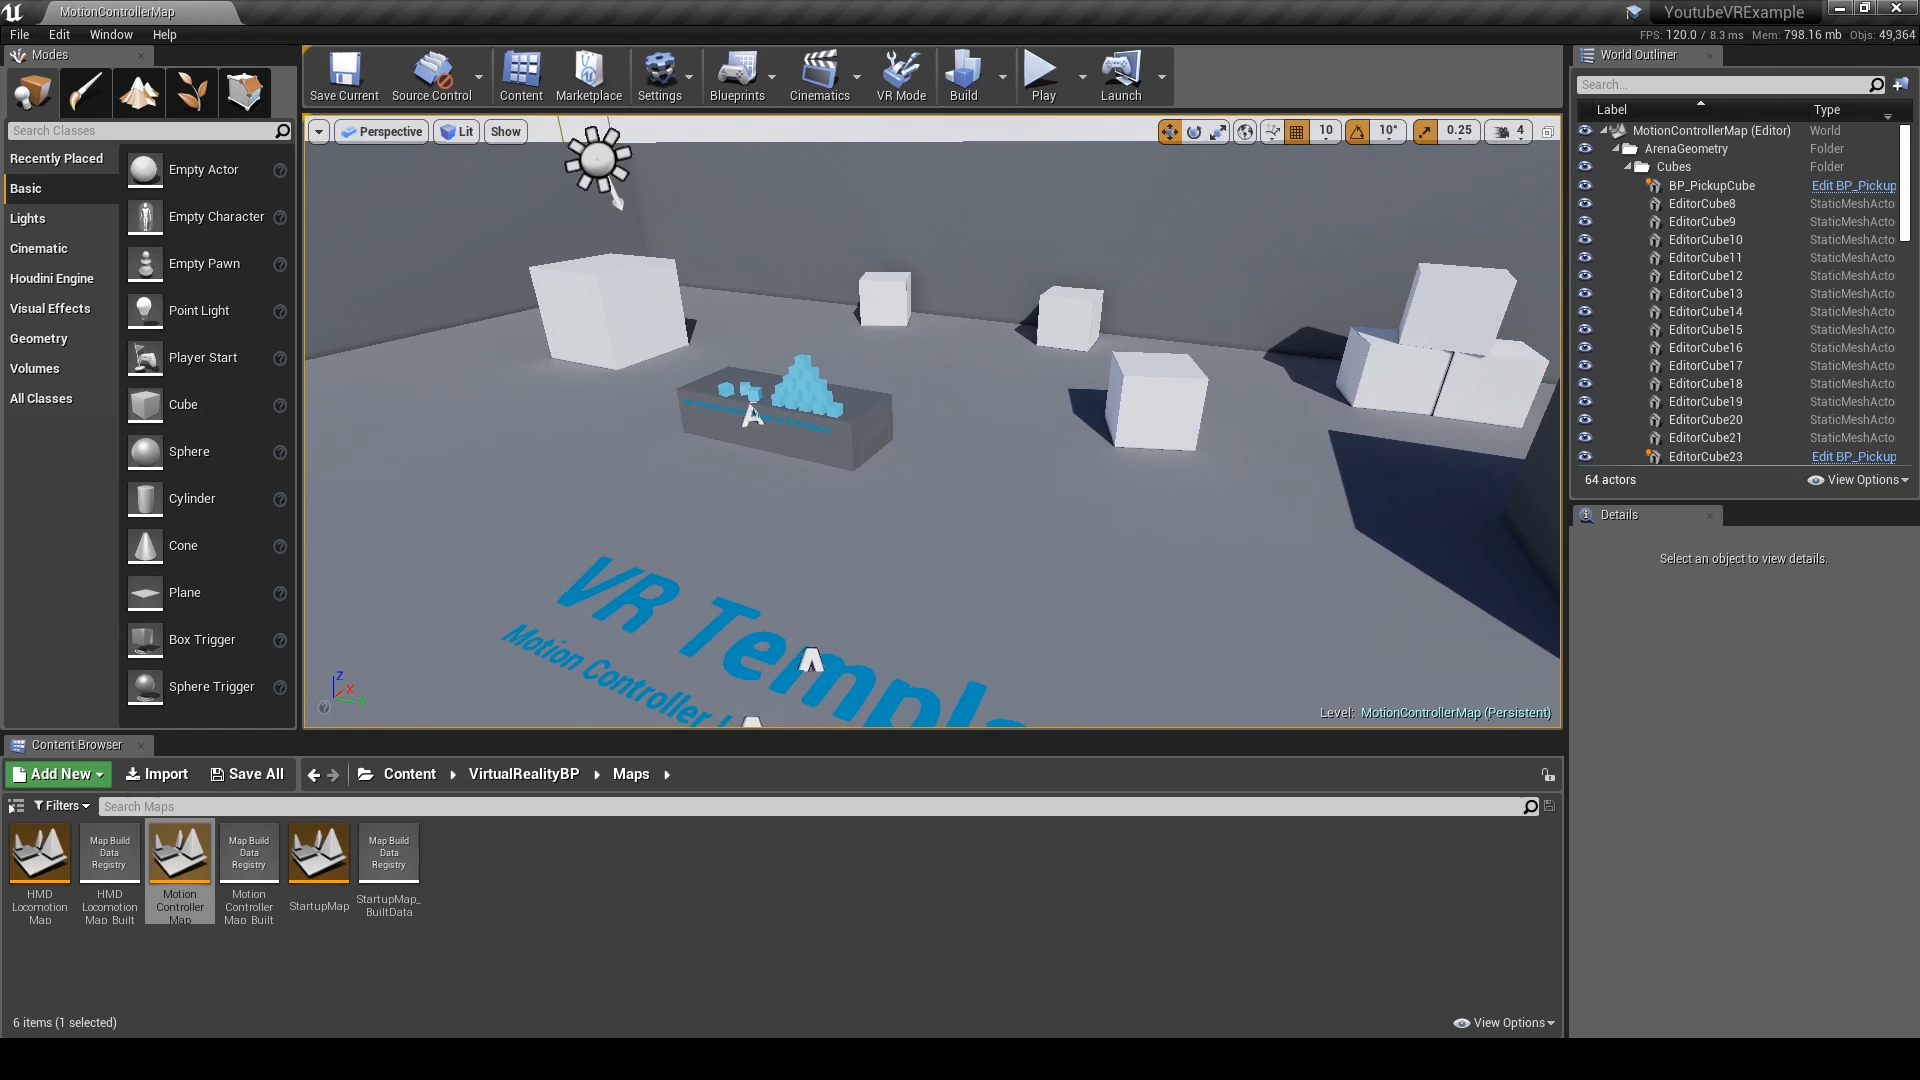 MotionControllerMap
YoutubeVRExample
File Edit Window Help
FPS: 120.0 / 8.3 ms Mem: 798.16 mb Objs: 49,364
Modes
Search Classes
Recently Placed
Basic
Lights
Cinematic
Houdini Engine
Visual Effects
Geometry
Volumes
All Classes
Empty Actor
Empty Character
Empty Pawn
Point Light
Player Start
Cube
Sphere
Cylinder
Cone
Plane
Box Trigger
Sphere Trigger
Save Current Source Control Content Marketplace Settings Blueprints Cinematics VR Mode Build Play Launch
Perspective Lit Show
10 10° 0.25 4
VR Templa
Motion Controller
Z
X
Level: MotionControllerMap (Persistent)
World Outliner
Search...
Label Type
MotionControllerMap (Editor) World
ArenaGeometry Folder
Cubes Folder
BP_PickupCube Edit BP_Pickup
EditorCube8 StaticMeshActo
EditorCube9 StaticMeshActo
EditorCube10 StaticMeshActo
EditorCube11 StaticMeshActo
EditorCube12 StaticMeshActo
EditorCube13 StaticMeshActo
EditorCube14 StaticMeshActo
EditorCube15 StaticMeshActo
EditorCube16 StaticMeshActo
EditorCube17 StaticMeshActo
EditorCube18 StaticMeshActo
EditorCube19 StaticMeshActo
EditorCube20 StaticMeshActo
EditorCube21 StaticMeshActo
EditorCube23 Edit BP_Pickup
64 actors
View Options
Details
Select an object to view details.
Content Browser
Add New Import Save All Content VirtualRealityBP Maps
Filters Search Maps
HMD
Locomotion
Map
Map Build
Data
Registry
HMD
Locomotion
Map_Built
Motion
Controller
Map
Map Build
Data
Registry
Motion
Controller
Map_Built
StartupMap
Map Build
Data
Registry
StartupMap_
BuiltData
6 items (1 selected)
View Options